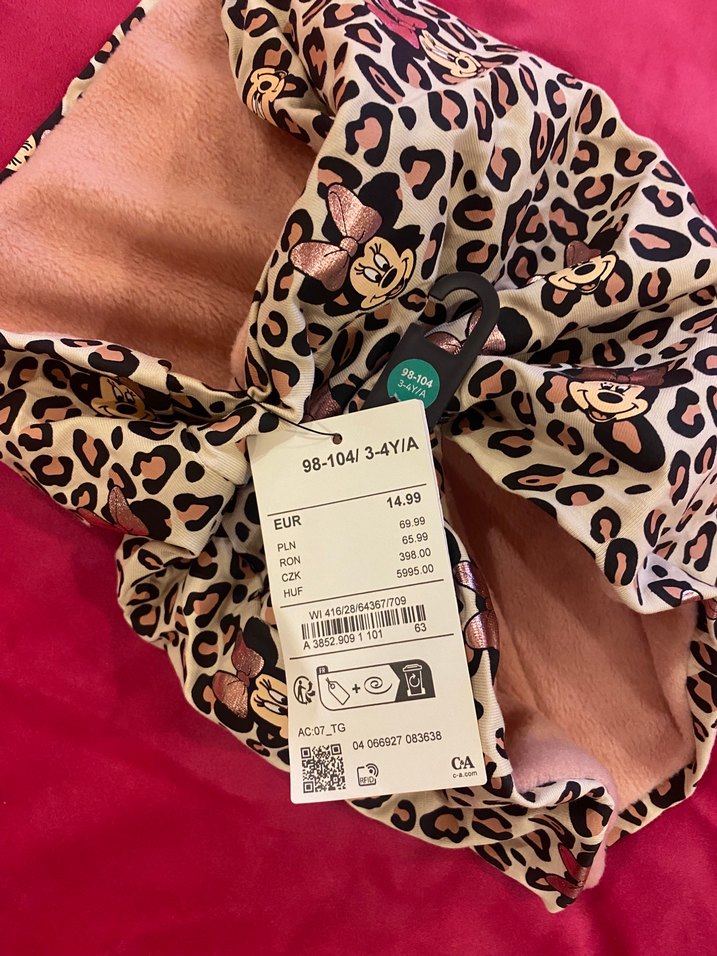 98-104
3-4Y/A
98-104/ 3-4Y/A
EUR 14.99
PLN 69.99
RON 65.99
CZK 398.00
HUF 5995.00
WI 416/28/64367/709
A 3852.909 1 101 63
FR
AC:07_TG
04 066927 083638
RFID
C&A
c-a.com